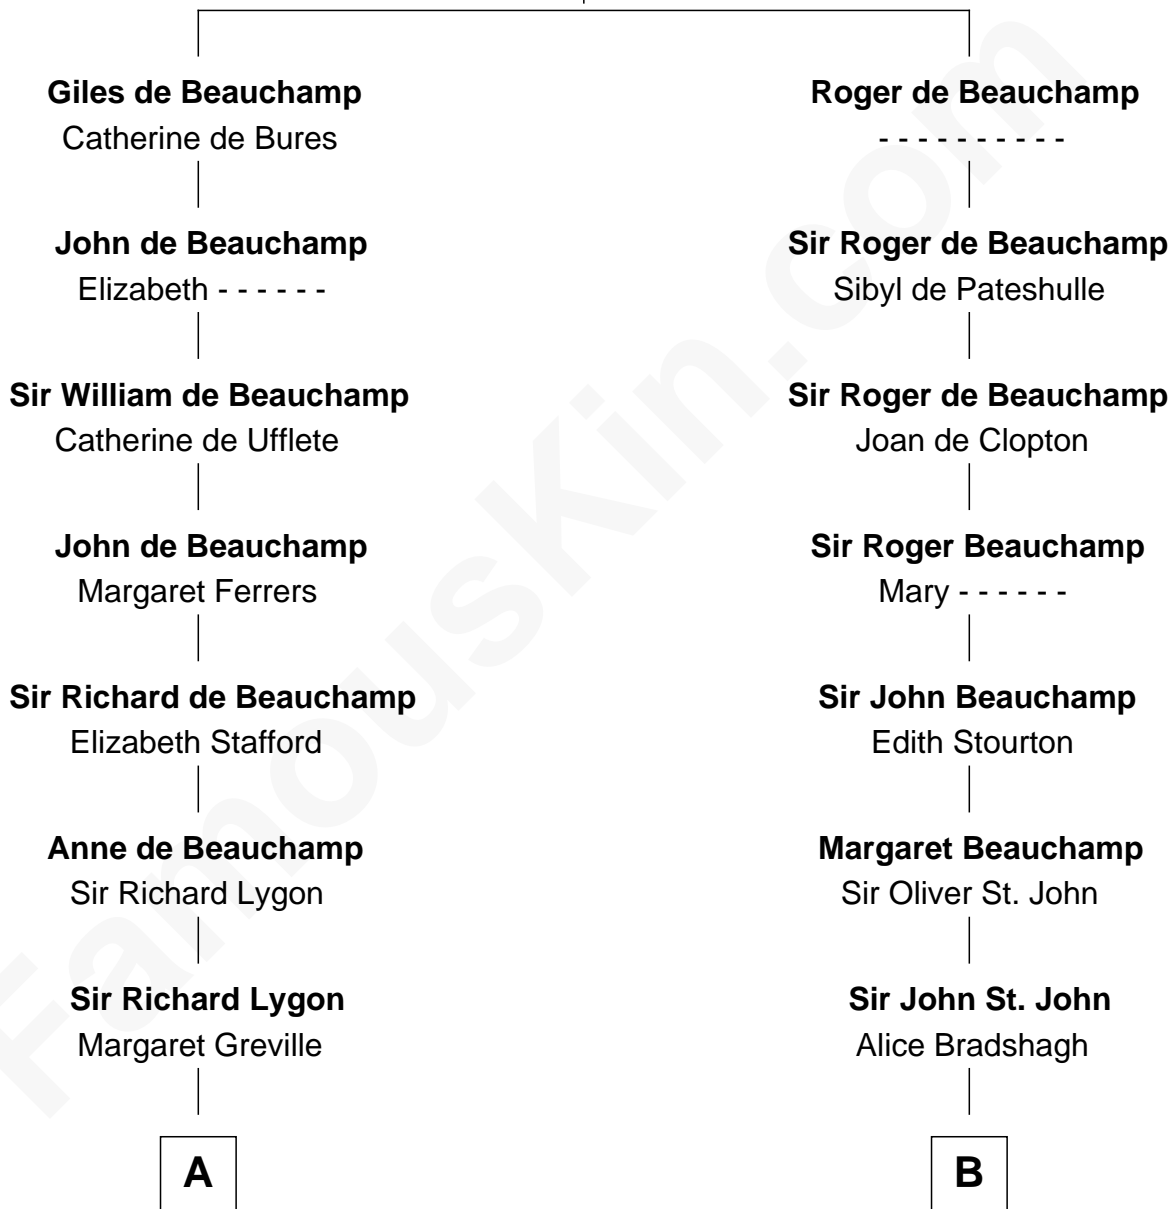 Giles de Beauchamp
Catherine de Bures
John de Beauchamp
Elizabeth - - - - - -
Sir William de Beauchamp
Catherine de Ufflete
John de Beauchamp
Margaret Ferrers
Sir Richard de Beauchamp
Elizabeth Stafford
Anne de Beauchamp
Sir Richard Lygon
Sir Richard Lygon
Margaret Greville
A
Roger de Beauchamp
- - - - - - - - - -
Sir Roger de Beauchamp
Sibyl de Pateshulle
Sir Roger de Beauchamp
Joan de Clopton
Sir Roger Beauchamp
Mary - - - - - -
Sir John Beauchamp
Edith Stourton
Margaret Beauchamp
Sir Oliver St. John
Sir John St. John
Alice Bradshagh
B
FamousKin.com